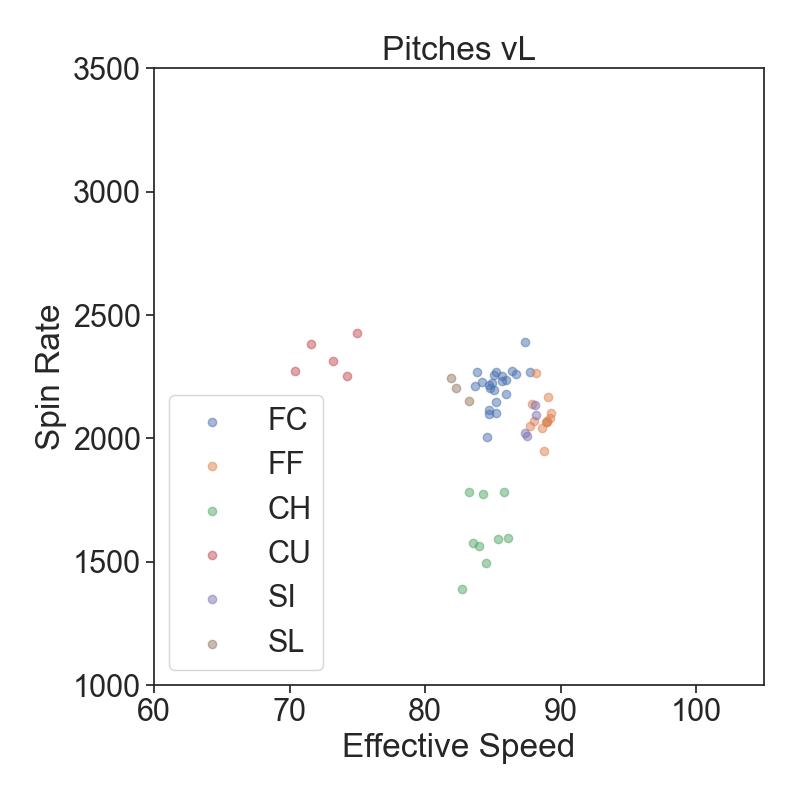 Pitches vL
3500
3000
2500
2000
1500
1000
Spin Rate
FC
FF
CH
CU
SI
SL
60 70 80 90 100
Effective Speed